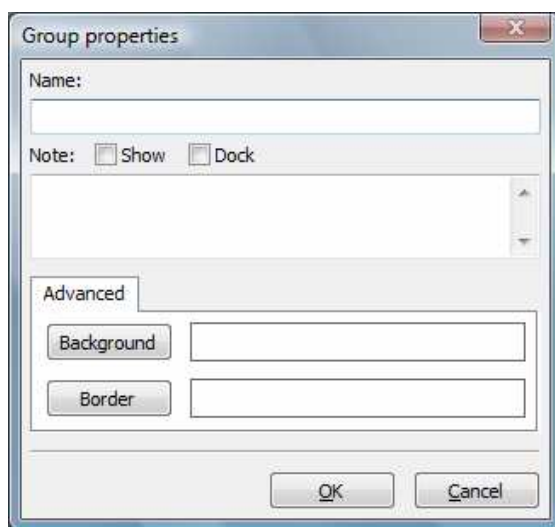 Group properties
Name:
Note: Show Dock
Advanced
Background
Border
OK Cancel